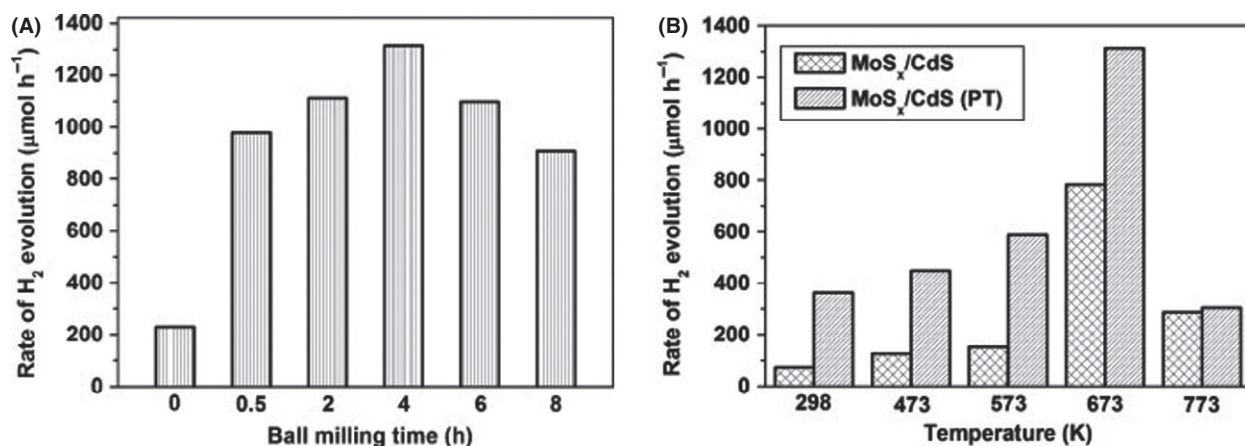 (A)
Rate of H₂ evolution (μmol h⁻¹)
1400
1200
1000
800
600
400
200
0
0 0.5 2 4 6 8
Ball milling time (h)
(B)
Rate of H₂ evolution (μmol h⁻¹)
1400
1200
1000
800
600
400
200
0
MoSₓ/CdS
MoSₓ/CdS (PT)
298 473 573 673 773
Temperature (K)